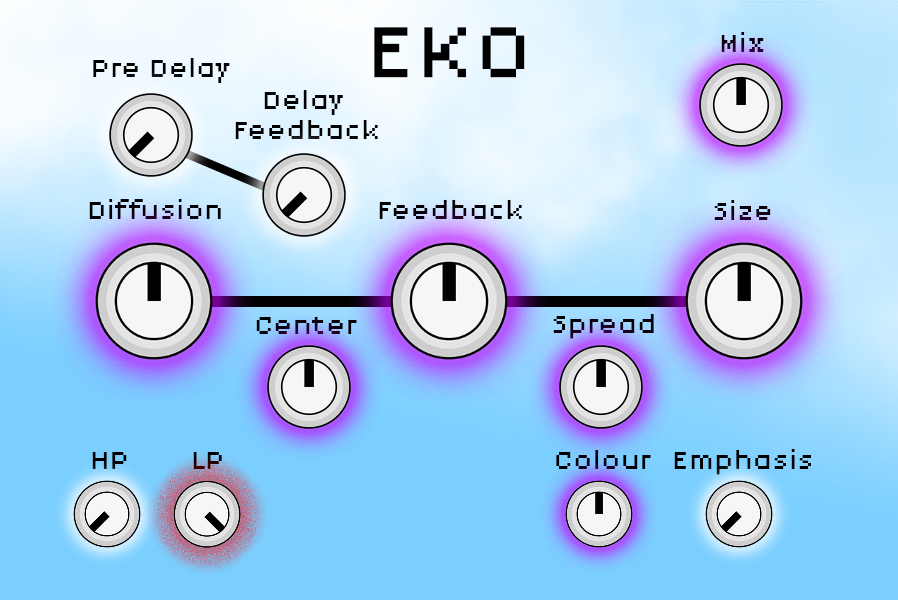 EKO
Mix
Pre Delay
Delay
Feedback
Diffusion
Feedback
Size
Center
Spread
HP
LP
Colour
Emphasis